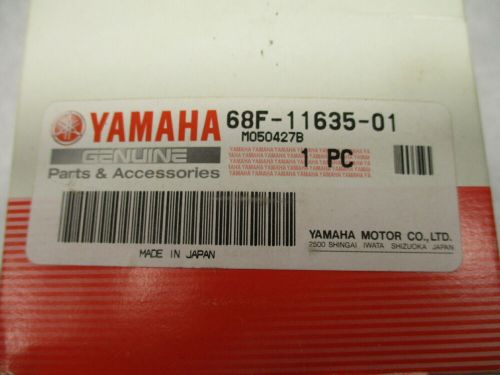 YAMAHA 68F-11635-01
GENUINE M050427B
Parts & Accessories 1 PC
YAMAHA MOTOR CO., LTD.
2500 SHINGAI IWATA SHIZUOKA JAPAN
MADE IN JAPAN